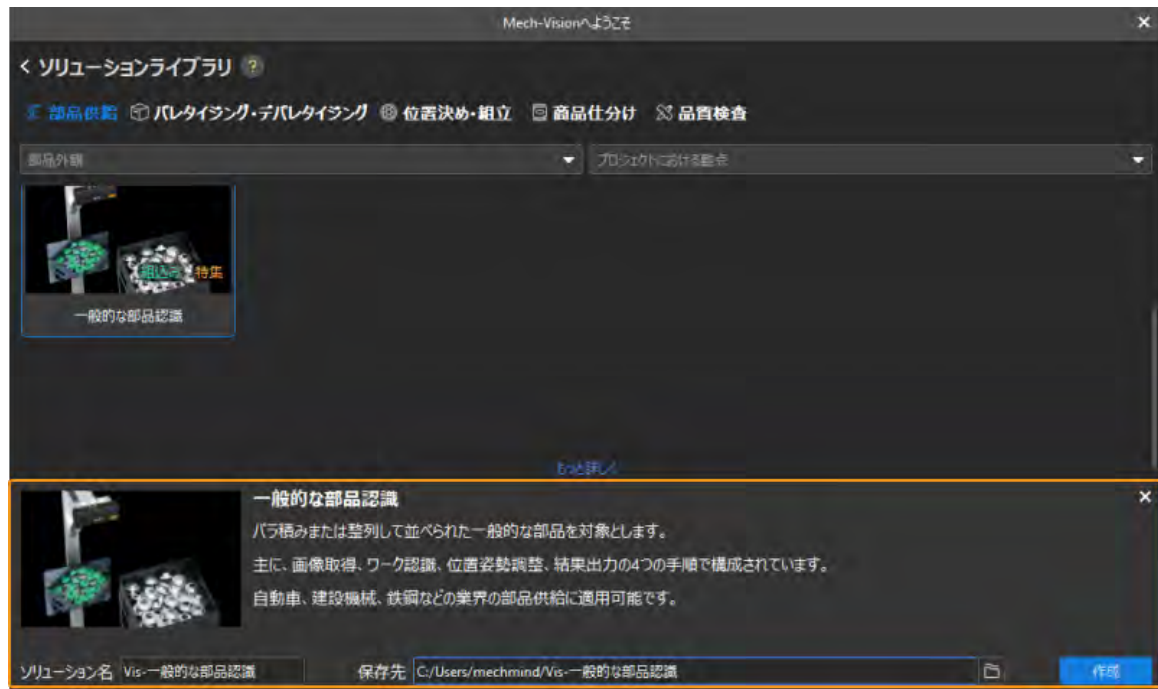 Mech-Visionへようこそ
< ソリューションライブラリ ?
部品供給 パレタイジング・デパレタイジング 位置決め・組立 商品仕分け 品質検査
部品外観 プロジェクトにおける難点
組込み 特集
一般的な部品認識
もっと詳しく
一般的な部品認識
バラ積みまたは整列して並べられた一般的な部品を対象とします。
主に、画像取得、ワーク認識、位置姿勢調整、結果出力の4つの手順で構成されています。
自動車、建設機械、鉄鋼などの業界の部品供給に適用可能です。
ソリューション名 Vis-一般的な部品認識 保存先 C:/Users/mechmind/Vis-一般的な部品認識 作成